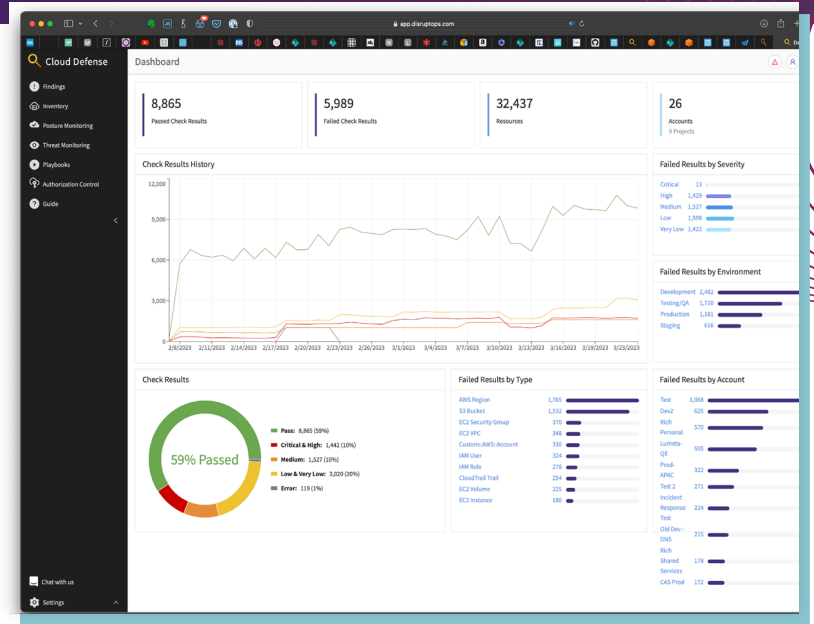 app.disruptops.com
Cloud Defense
Dashboard
Findings
Inventory
Posture Monitoring
Threat Monitoring
Playbooks
Authorization Control
Guide
Chat with us
Settings
8,865
Passed Check Results
5,989
Failed Check Results
32,437
Resources
26
Accounts
9 Projects
Check Results History
12,000
9,000
6,000
3,000
0
2/8/2023 2/11/2023 2/14/2023 2/17/2023 2/20/2023 2/23/2023 2/26/2023 3/1/2023 3/4/2023 3/7/2023 3/10/2023 3/13/2023 3/16/2023 3/19/2023 3/23/2023
Failed Results by Severity
Critical 13
High 1,429
Medium 1,527
Low 1,598
Very Low 1,422
Failed Results by Environment
Development 2,482
Testing/QA 1,710
Production 1,181
Staging 616
Check Results
59% Passed
Pass: 8,865 (59%)
Critical & High: 1,442 (10%)
Medium: 1,527 (10%)
Low & Very Low: 3,020 (20%)
Error: 119 (1%)
Failed Results by Type
AWS Region 1,765
S3 Bucket 1,532
EC2 Security Group 370
EC2 VPC 348
Custom::AWS::Account 330
IAM User 324
IAM Role 278
CloudTrail Trail 254
EC2 Volume 225
EC2 Instance 180
Failed Results by Account
Test 1,068
Dev2 625
Rich
Personal 570
Lumeta-
QE 505
Prod-
APAC 322
Test 2 271
Incident
Response 224
Test
Old Dev -
DNS 215
Rich
Shared 178
Services
CAS Prod 172